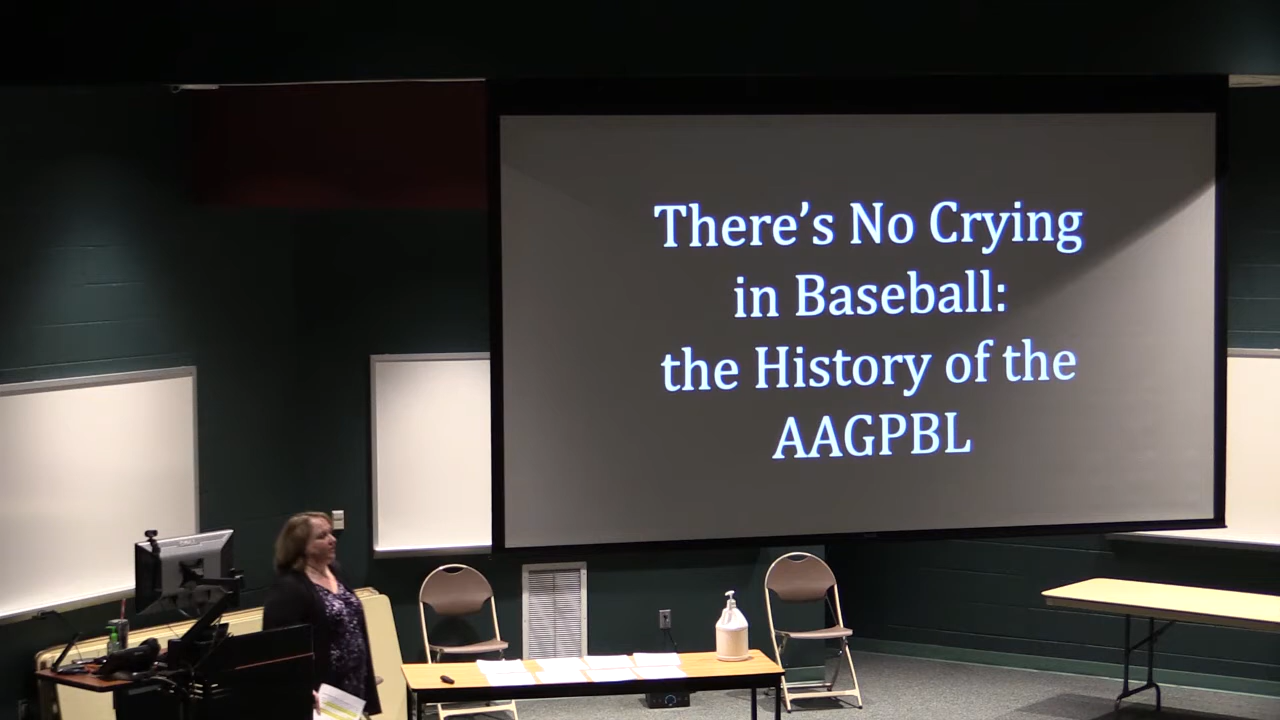 There's No Crying
in Baseball:
the History of the
AAGPBL